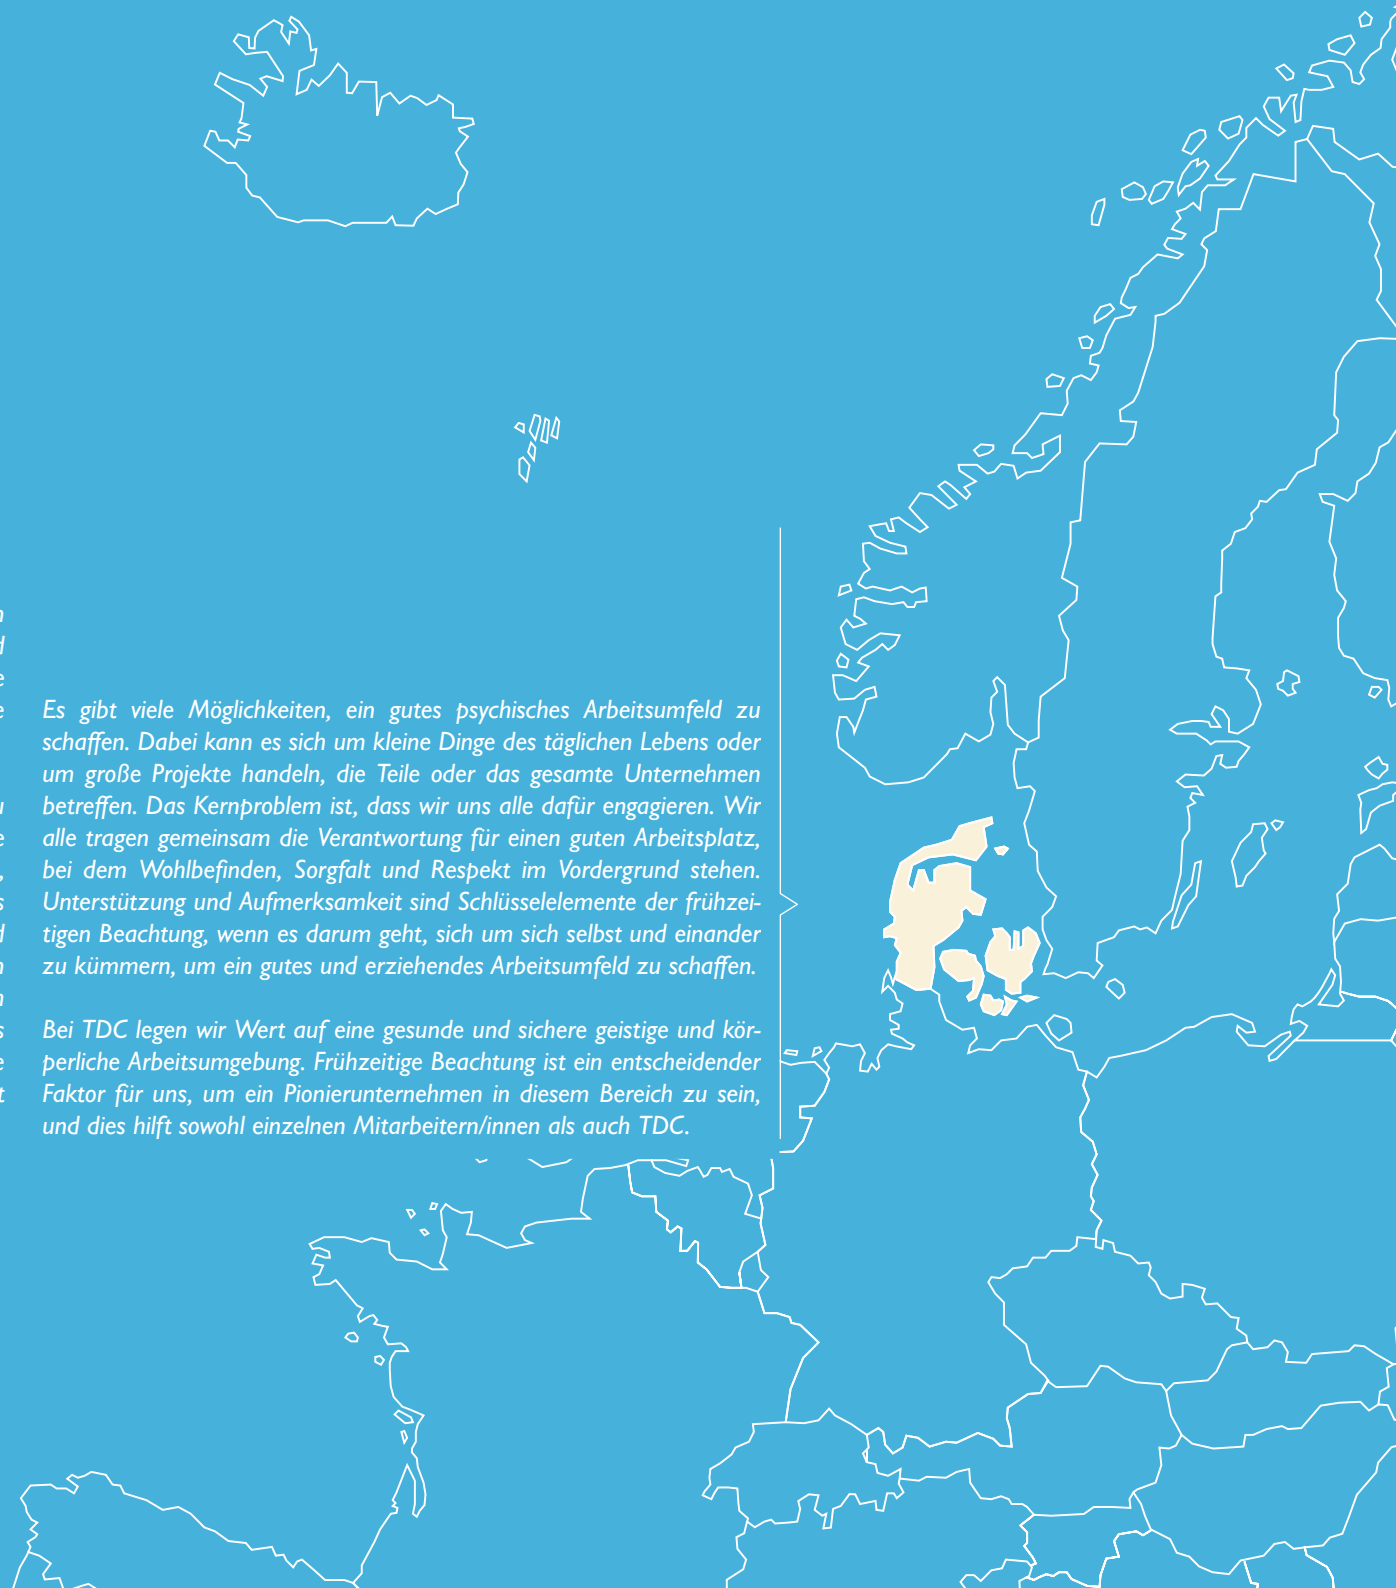 Es gibt viele Möglichkeiten, ein gutes psychisches Arbeitsumfeld zu
schaffen. Dabei kann es sich um kleine Dinge des täglichen Lebens oder
um große Projekte handeln, die Teile oder das gesamte Unternehmen
betreffen. Das Kernproblem ist, dass wir uns alle dafür engagieren. Wir
alle tragen gemeinsam die Verantwortung für einen guten Arbeitsplatz,
bei dem Wohlbefinden, Sorgfalt und Respekt im Vordergrund stehen.
Unterstützung und Aufmerksamkeit sind Schlüsselelemente der frühzei-
tigen Beachtung, wenn es darum geht, sich um sich selbst und einander
zu kümmern, um ein gutes und erziehendes Arbeitsumfeld zu schaffen.
Bei TDC legen wir Wert auf eine gesunde und sichere geistige und kör-
perliche Arbeitsumgebung. Frühzeitige Beachtung ist ein entscheidender
Faktor für uns, um ein Pionierunternehmen in diesem Bereich zu sein,
und dies hilft sowohl einzelnen Mitarbeitern/innen als auch TDC.